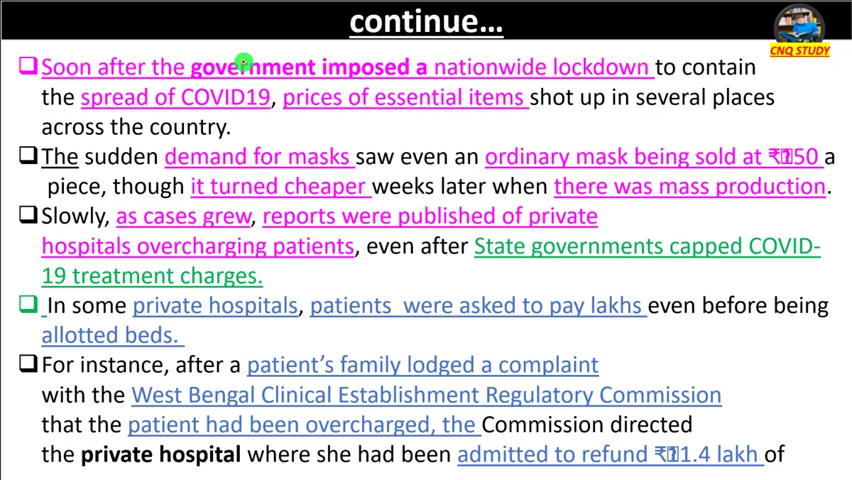 continue…
CNQ STUDY
Soon after the government imposed a nationwide lockdown to contain
the spread of COVID19, prices of essential items shot up in several places
across the country.
The sudden demand for masks saw even an ordinary mask being sold at ₹150 a
piece, though it turned cheaper weeks later when there was mass production.
Slowly, as cases grew, reports were published of private
hospitals overcharging patients, even after State governments capped COVID-
19 treatment charges.
In some private hospitals, patients were asked to pay lakhs even before being
allotted beds.
For instance, after a patient’s family lodged a complaint
with the West Bengal Clinical Establishment Regulatory Commission
that the patient had been overcharged, the Commission directed
the private hospital where she had been admitted to refund ₹11.4 lakh of